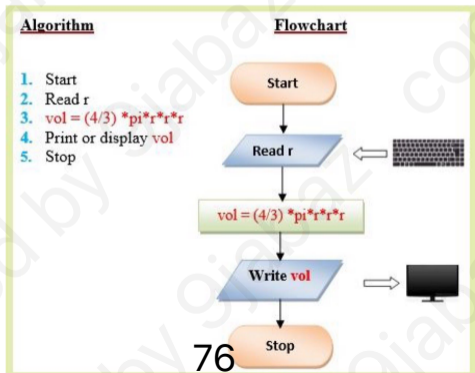 Algorithm
Flowchart
1. Start
2. Read r
3. vol = (4/3) *pi*r*r*r
4. Print or display vol
5. Stop
Start
Read r
vol = (4/3) *pi*r*r*r
Write vol
Stop
76